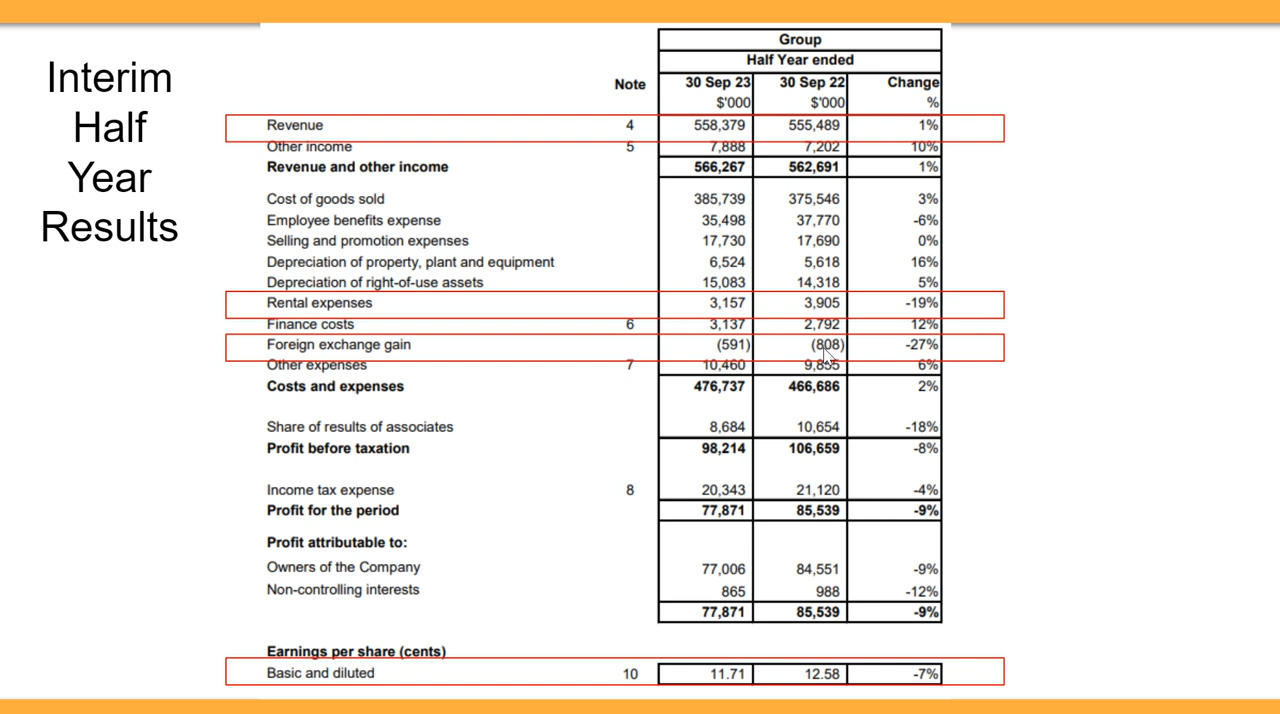 Interim
Half
Year
Results
Group
Half Year ended
Note 30 Sep 23 30 Sep 22 Change
$'000 $'000 %
Revenue 4 558,379 555,489 1%
Other income 5 7,888 7,202 10%
Revenue and other income 566,267 562,691 1%
Cost of goods sold 385,739 375,546 3%
Employee benefits expense 35,498 37,770 -6%
Selling and promotion expenses 17,730 17,690 0%
Depreciation of property, plant and equipment 6,524 5,618 16%
Depreciation of right-of-use assets 15,083 14,318 5%
Rental expenses 3,157 3,905 -19%
Finance costs 6 3,137 2,792 12%
Foreign exchange gain (591) (808) -27%
Other expenses 7 10,460 9,855 6%
Costs and expenses 476,737 466,686 2%
Share of results of associates 8,684 10,654 -18%
Profit before taxation 98,214 106,659 -8%
Income tax expense 8 20,343 21,120 -4%
Profit for the period 77,871 85,539 -9%
Profit attributable to:
Owners of the Company 77,006 84,551 -9%
Non-controlling interests 865 988 -12%
77,871 85,539 -9%
Earnings per share (cents)
Basic and diluted 10 11.71 12.58 -7%